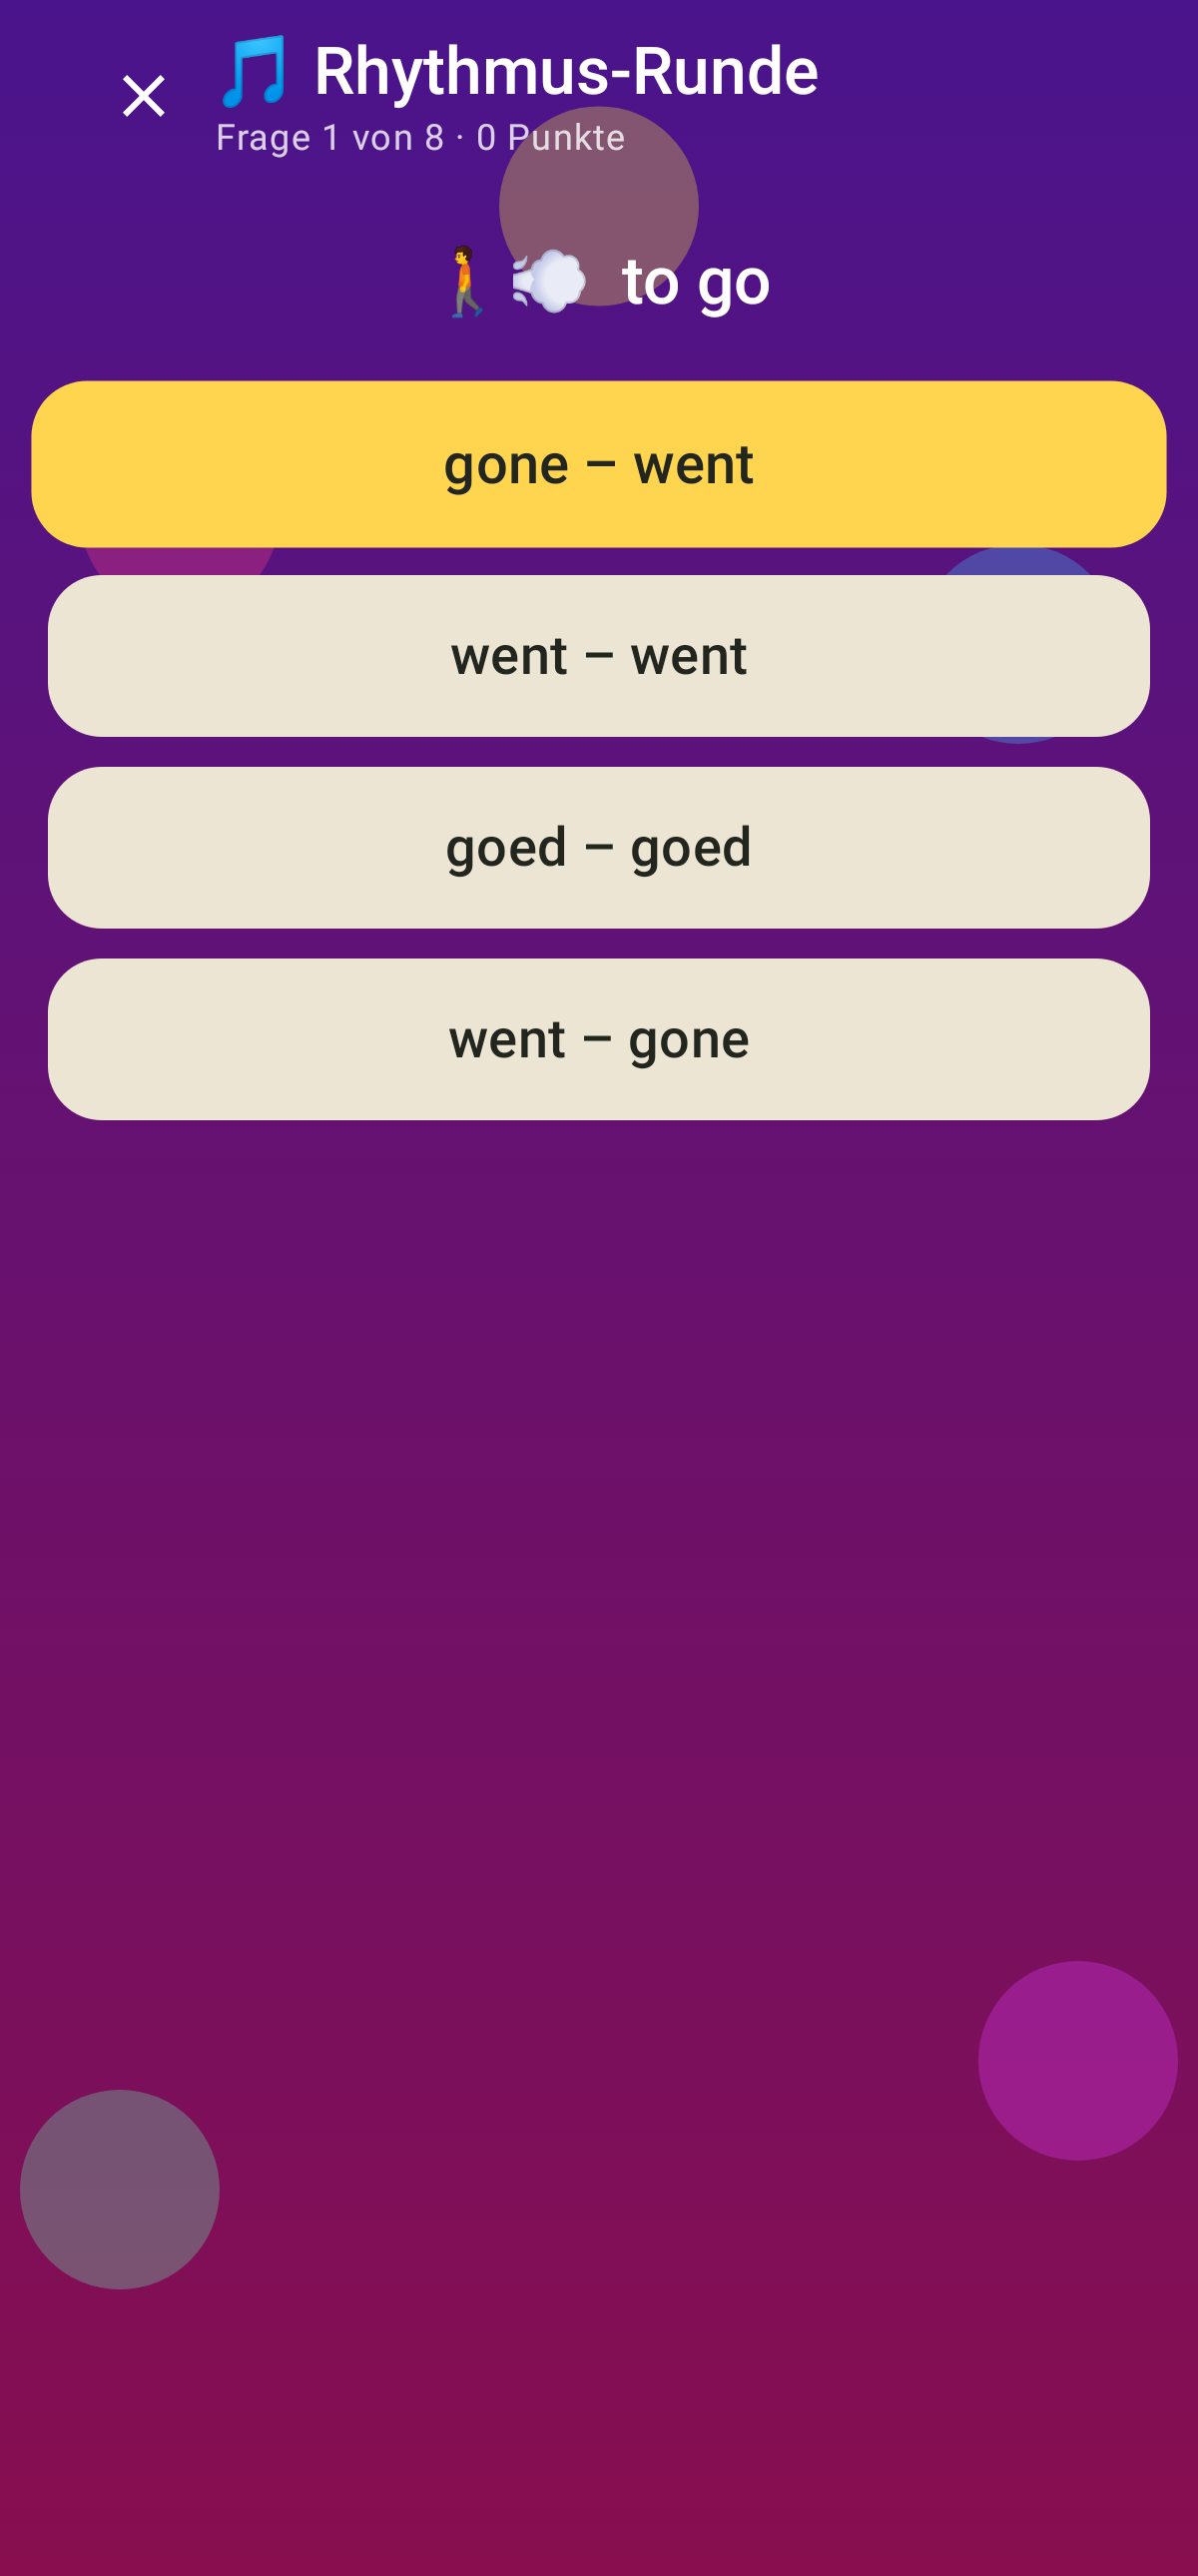 🎵 Rhythmus-Runde
Frage 1 von 8 · 0 Punkte
🚶💨 to go
gone – went
went – went
goed – goed
went – gone